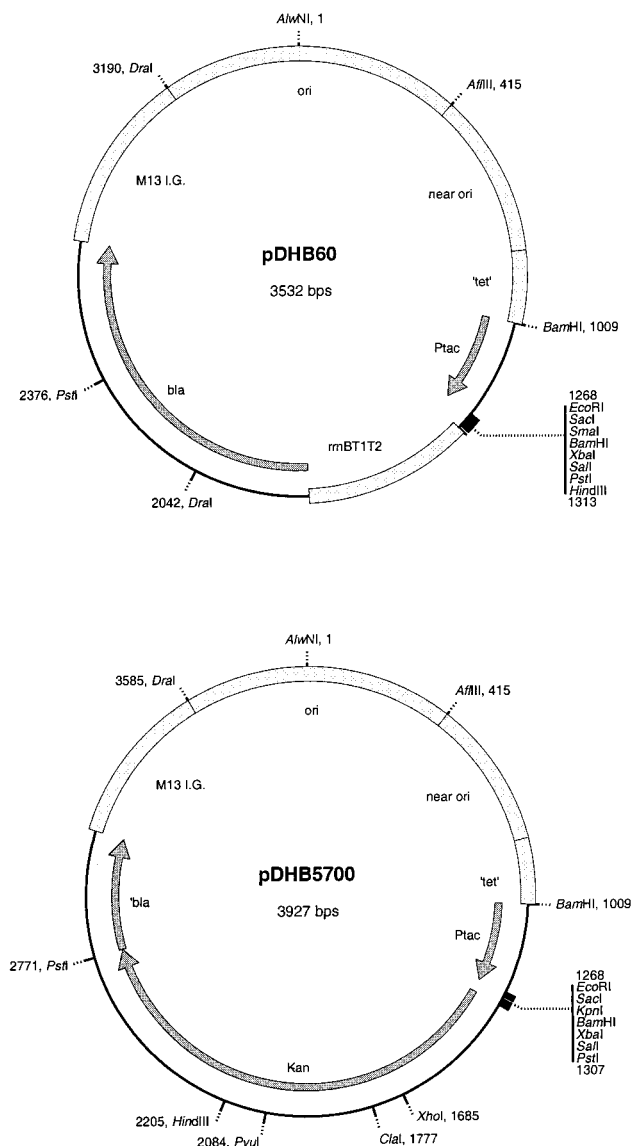 AlwNI, 1
3190, DraI
AflIII, 415
ori
M13 I.G.
near ori
pDHB60
3532 bps
'tet'
BamHI, 1009
Ptac
2376, PstI
bla
1268
EcoRI
SacI
SmaI
BamHI
XbaI
SalI
PstI
HindIII
1313
rrnBT1T2
2042, DraI
AlwNI, 1
3585, DraI
AflIII, 415
ori
M13 I.G.
near ori
pDHB5700
3927 bps
'tet'
'bla
BamHI, 1009
Ptac
2771, PstI
1268
EcoRI
SacI
KpnI
BamHI
XbaI
SalI
PstI
1307
Kan
2205, HindIII
XhoI, 1685
2084, PvuI
ClaI, 1777